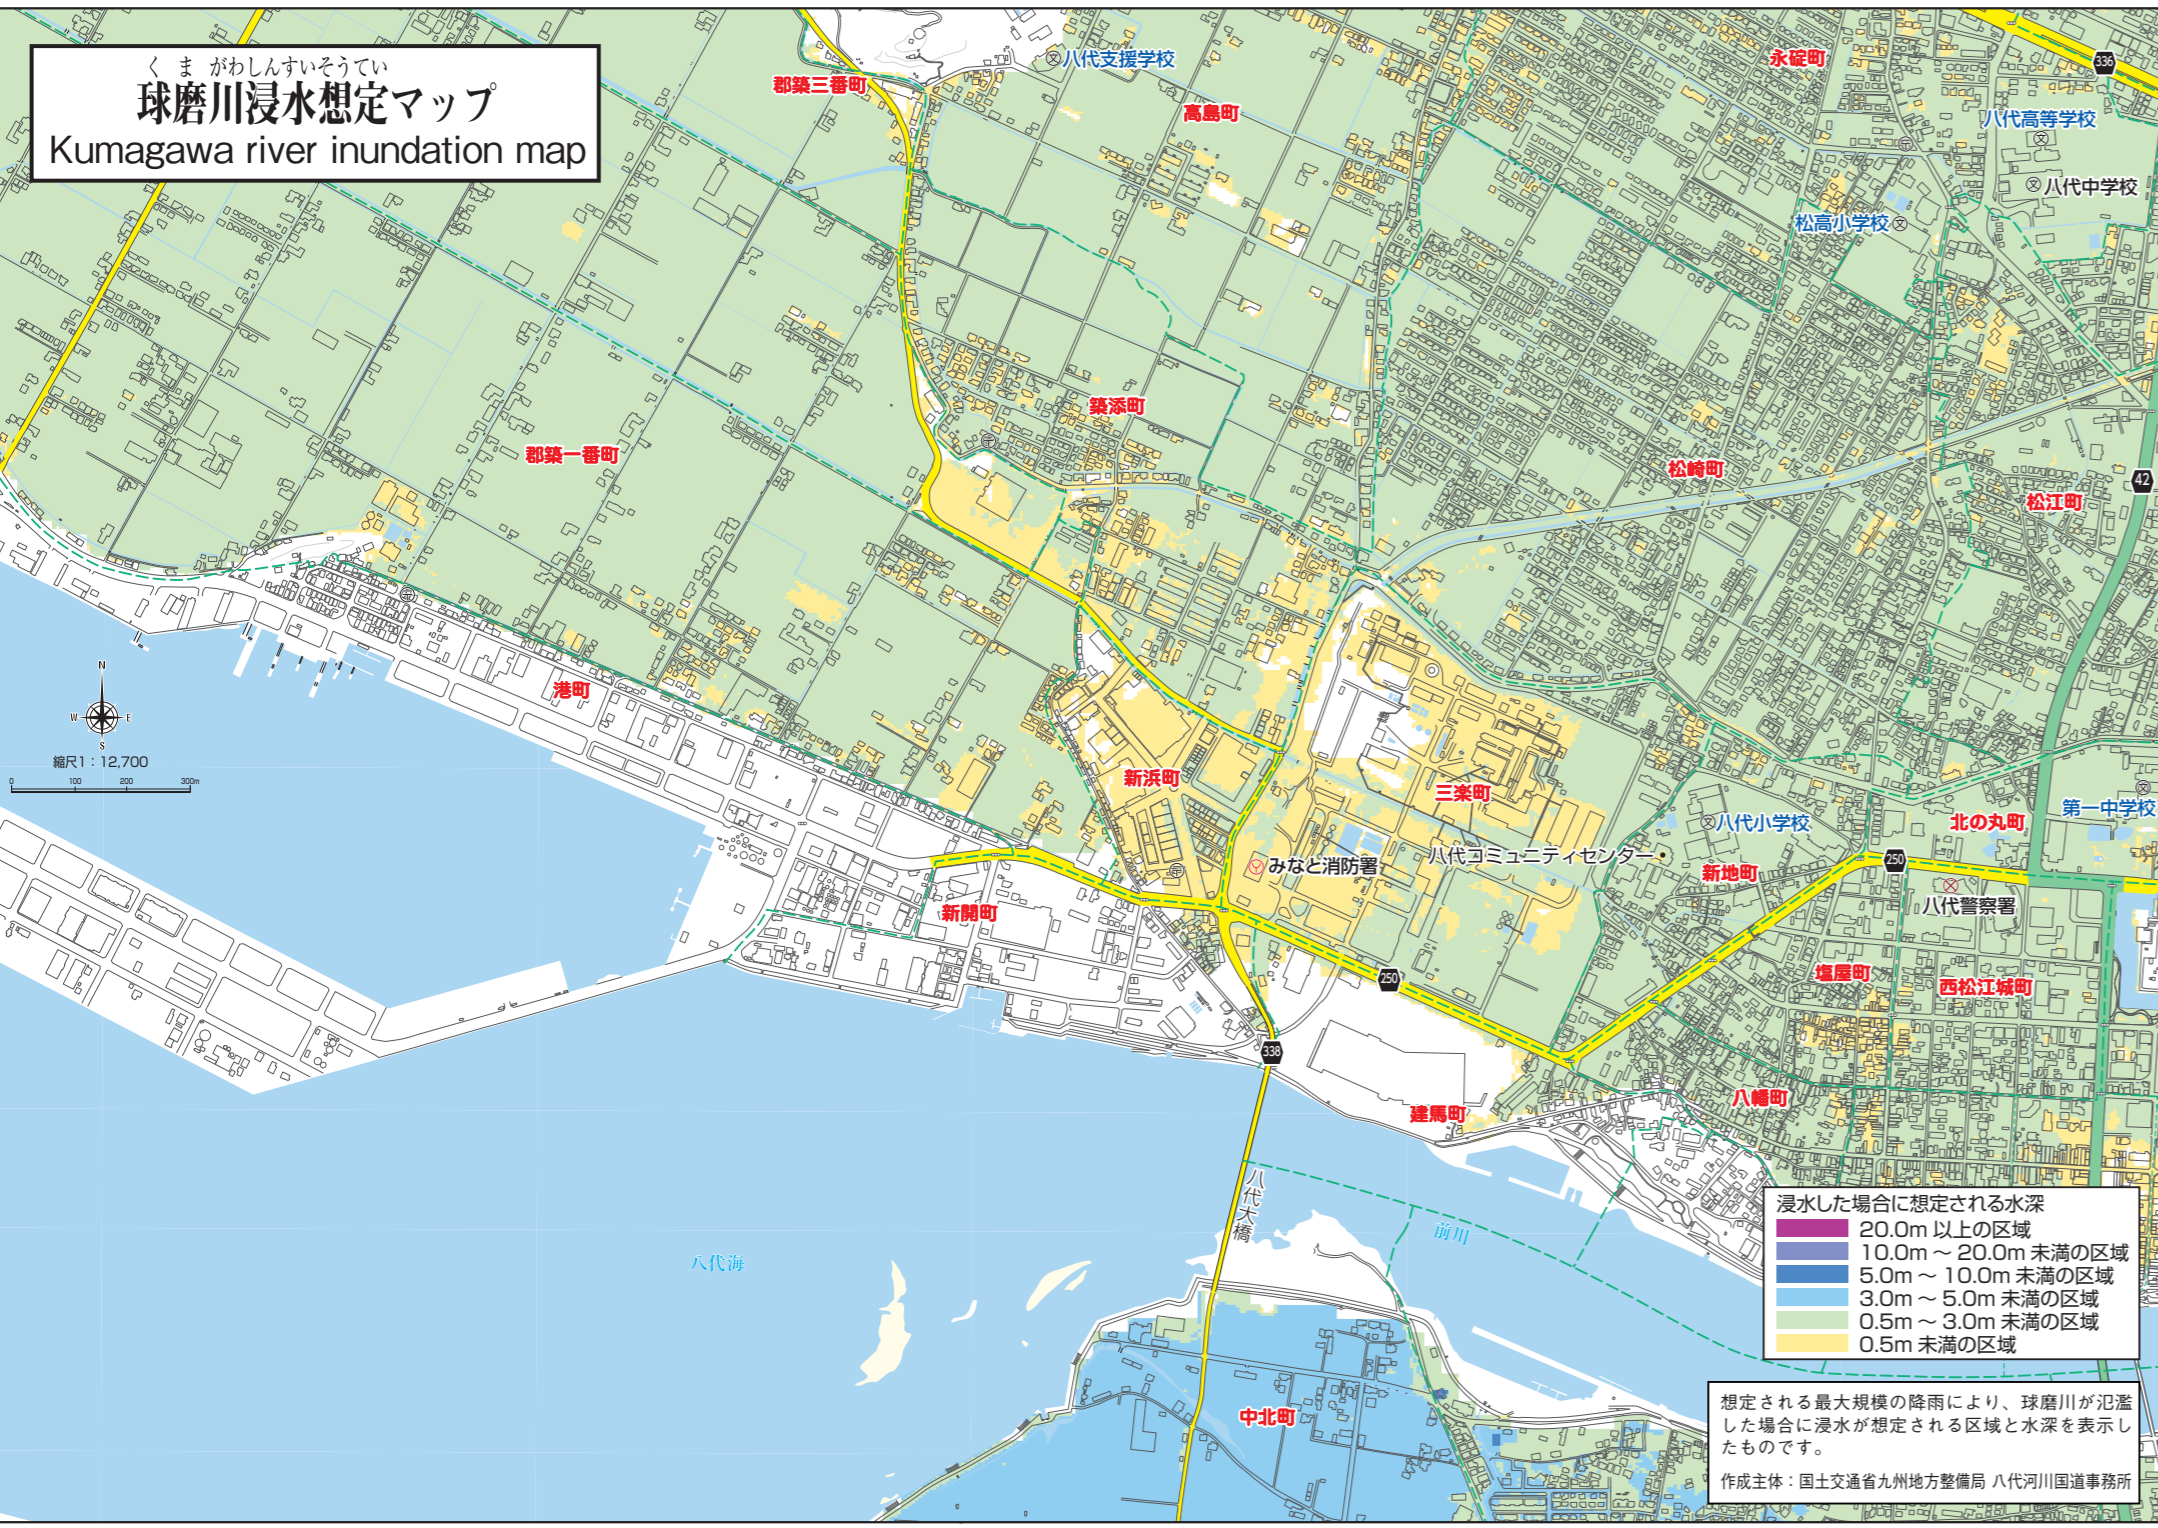 くまがわしんすいそうてい
球磨川浸水想定マップ
Kumagawa river inundation map
八代支援学校
郡築三番町
高島町
永碇町
336
八代高等学校
八代中学校
松高小学校
築添町
郡築一番町
松崎町
松江町
42
N
W E
S
縮尺1：12,700
0 100 200 300m
港町
新浜町
三楽町
八代小学校
北の丸町
第一中学校
みなと消防署
八代コミュニティセンター
新地町
250
八代警察署
新開町
塩屋町
西松江城町
250
338
建馬町
八幡町
八代大橋
前川
八代海
中北町
浸水した場合に想定される水深
20.0m 以上の区域
10.0m ～ 20.0m 未満の区域
5.0m ～ 10.0m 未満の区域
3.0m ～ 5.0m 未満の区域
0.5m ～ 3.0m 未満の区域
0.5m 未満の区域
想定される最大規模の降雨により、球磨川が氾濫
した場合に浸水が想定される区域と水深を表示し
たものです。
作成主体：国土交通省九州地方整備局 八代河川国道事務所